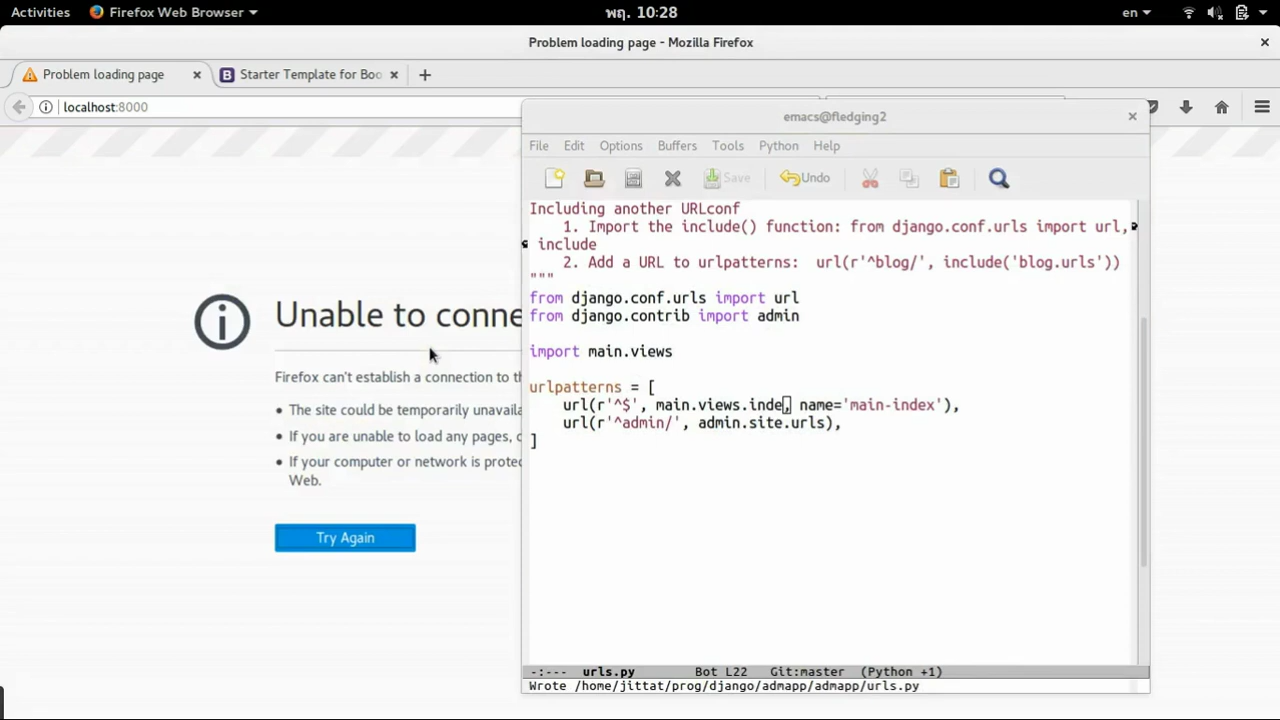 Activities Firefox Web Browser พฤ. 10:28 en
Problem loading page - Mozilla Firefox
Problem loading page Starter Template for Boo
localhost:8000
emacs@fledging2
File Edit Options Buffers Tools Python Help
Save Undo
Including another URLconf
1. Import the include() function: from django.conf.urls import url,
include
2. Add a URL to urlpatterns: url(r'^blog/', include('blog.urls'))
"""
from django.conf.urls import url
from django.contrib import admin
import main.views
urlpatterns = [
url(r'^$', main.views.inde, name='main-index'),
url(r'^admin/', admin.site.urls),
]
-:--- urls.py Bot L22 Git:master (Python +1)
Wrote /home/jittat/prog/django/admapp/admapp/urls.py
Unable to conne
Firefox can't establish a connection to th
The site could be temporarily unavaila
If you are unable to load any pages, c
If your computer or network is protec
Web.
Try Again